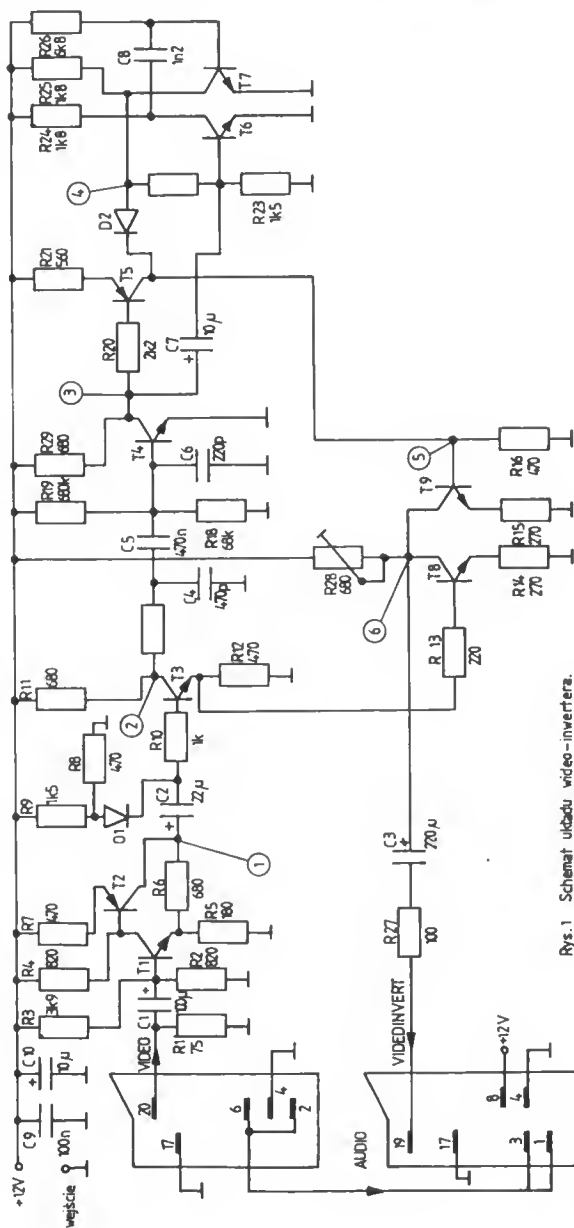 +12V
wejście
C9
100n
C10
10µ
R3
3k9
R4
820
R7
470
R9
1k5
R8
470
R11
680
R19
680k
R29
680
R21
560
R24
1k8
R25
1k8
R26
6k8
T1
T2
D1
R6
680
R5
180
R2
820
C1
100µ
R1
75
VIDEO
C2
22µ
1
R10
1k
T3
2
R12
470
C4
470p
C5
470n
R18
68k
C6
220p
T4
3
R20
2k2
C7
10µ
T5
D2
4
R23
1k5
C8
1n2
T6
T7
20
17
6
4
2
AUDIO
VIDEOINVERT
19
17
8
4
3
1
+12V
R27
100
C3
220µ
R28
680
6
R 13
220
T8
R14
270
T9
R15
270
5
R16
470
Rys.1 Schemat układu wideo-inwertera.